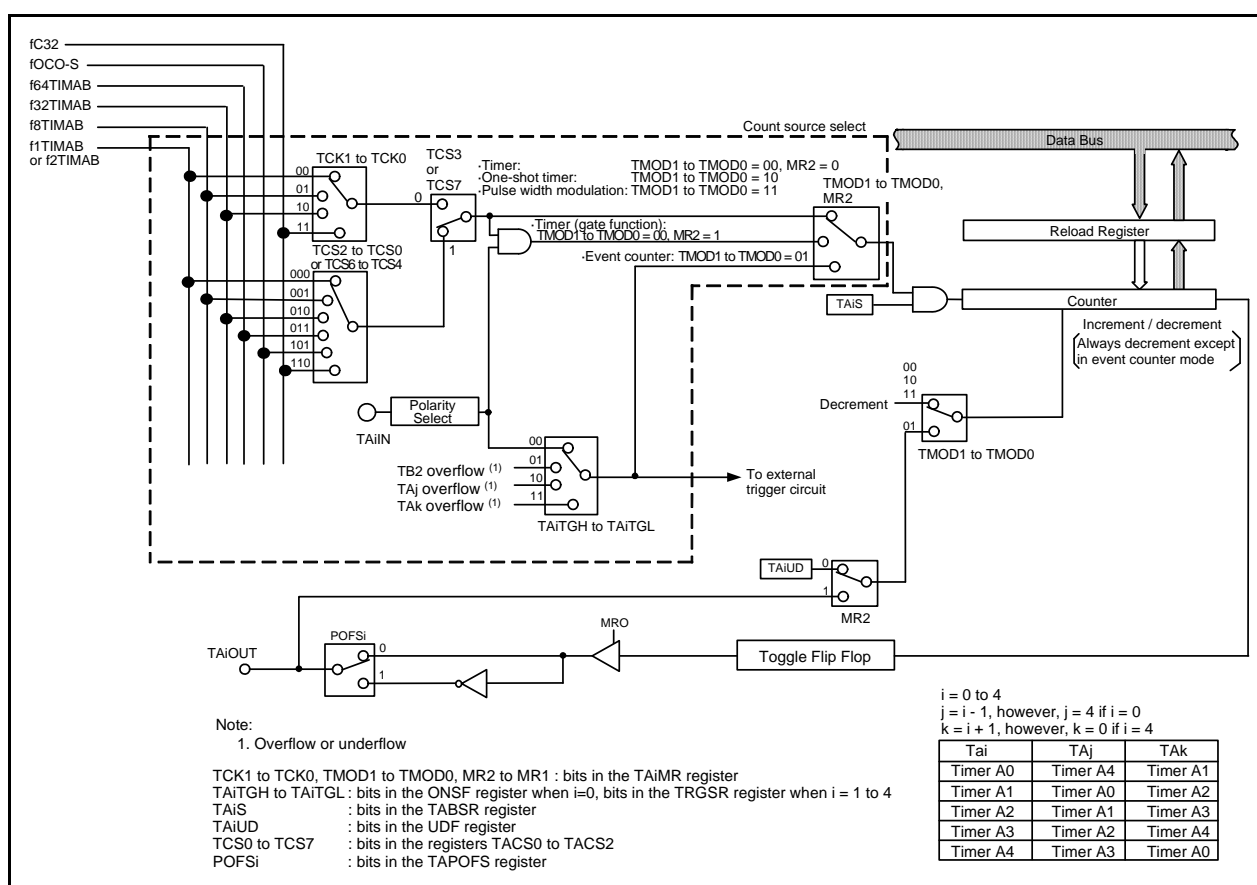 fC32
fOCO-S
f64TIMAB
f32TIMAB
f8TIMAB
f1TIMAB
or f2TIMAB
Count source select
Data Bus
TCK1 to TCK0
00
01
10
11
TCS3
or
TCS7
0
1
·Timer: TMOD1 to TMOD0 = 00, MR2 = 0
·One-shot timer: TMOD1 to TMOD0 = 10
·Pulse width modulation: TMOD1 to TMOD0 = 11
TMOD1 to TMOD0,
MR2
·Timer (gate function):
TMOD1 to TMOD0 = 00, MR2 = 1
·Event counter: TMOD1 to TMOD0 = 01
Reload Register
TCS2 to TCS0
or TCS6 to TCS4
000
001
010
011
101
110
TAiS
Counter
Increment / decrement
Always decrement except
in event counter mode
Polarity
Select
TAiIN
00
10
11
Decrement
01
TMOD1 to TMOD0
00
01
10
11
TB2 overflow (1)
TAj overflow (1)
TAk overflow (1)
TAiTGH to TAiTGL
To external
trigger circuit
TAiUD
0
1
MR2
TAiOUT
POFSi
0
1
MRO
Toggle Flip Flop
Note:
1. Overflow or underflow
i = 0 to 4
j = i - 1, however, j = 4 if i = 0
k = i + 1, however, k = 0 if i = 4
Tai TAj TAk
Timer A0 Timer A4 Timer A1
Timer A1 Timer A0 Timer A2
Timer A2 Timer A1 Timer A3
Timer A3 Timer A2 Timer A4
Timer A4 Timer A3 Timer A0
TCK1 to TCK0, TMOD1 to TMOD0, MR2 to MR1 : bits in the TAiMR register
TAiTGH to TAiTGL : bits in the ONSF register when i=0, bits in the TRGSR register when i = 1 to 4
TAiS : bits in the TABSR register
TAiUD : bits in the UDF register
TCS0 to TCS7 : bits in the registers TACS0 to TACS2
POFSi : bits in the TAPOFS register